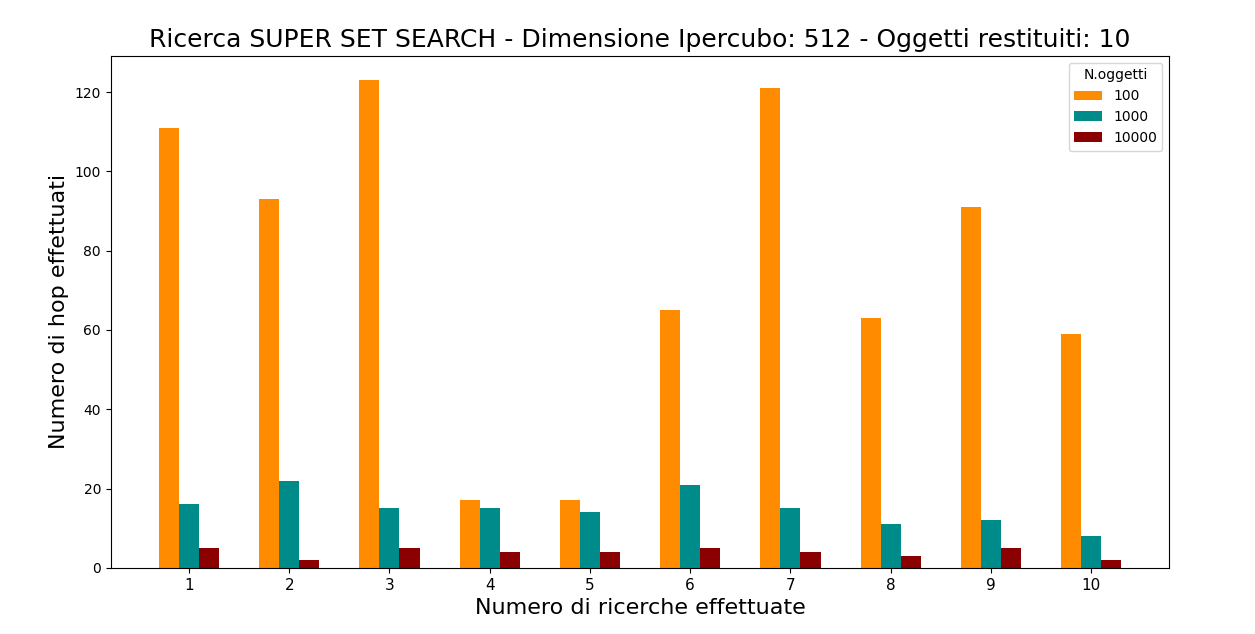 Ricerca SUPER SET SEARCH - Dimensione Ipercubo: 512 - Oggetti restituiti: 10
N.oggetti
100
1000
10000
Numero di hop effettuati
120
100
80
60
40
20
0
1 2 3 4 5 6 7 8 9 10
Numero di ricerche effettuate